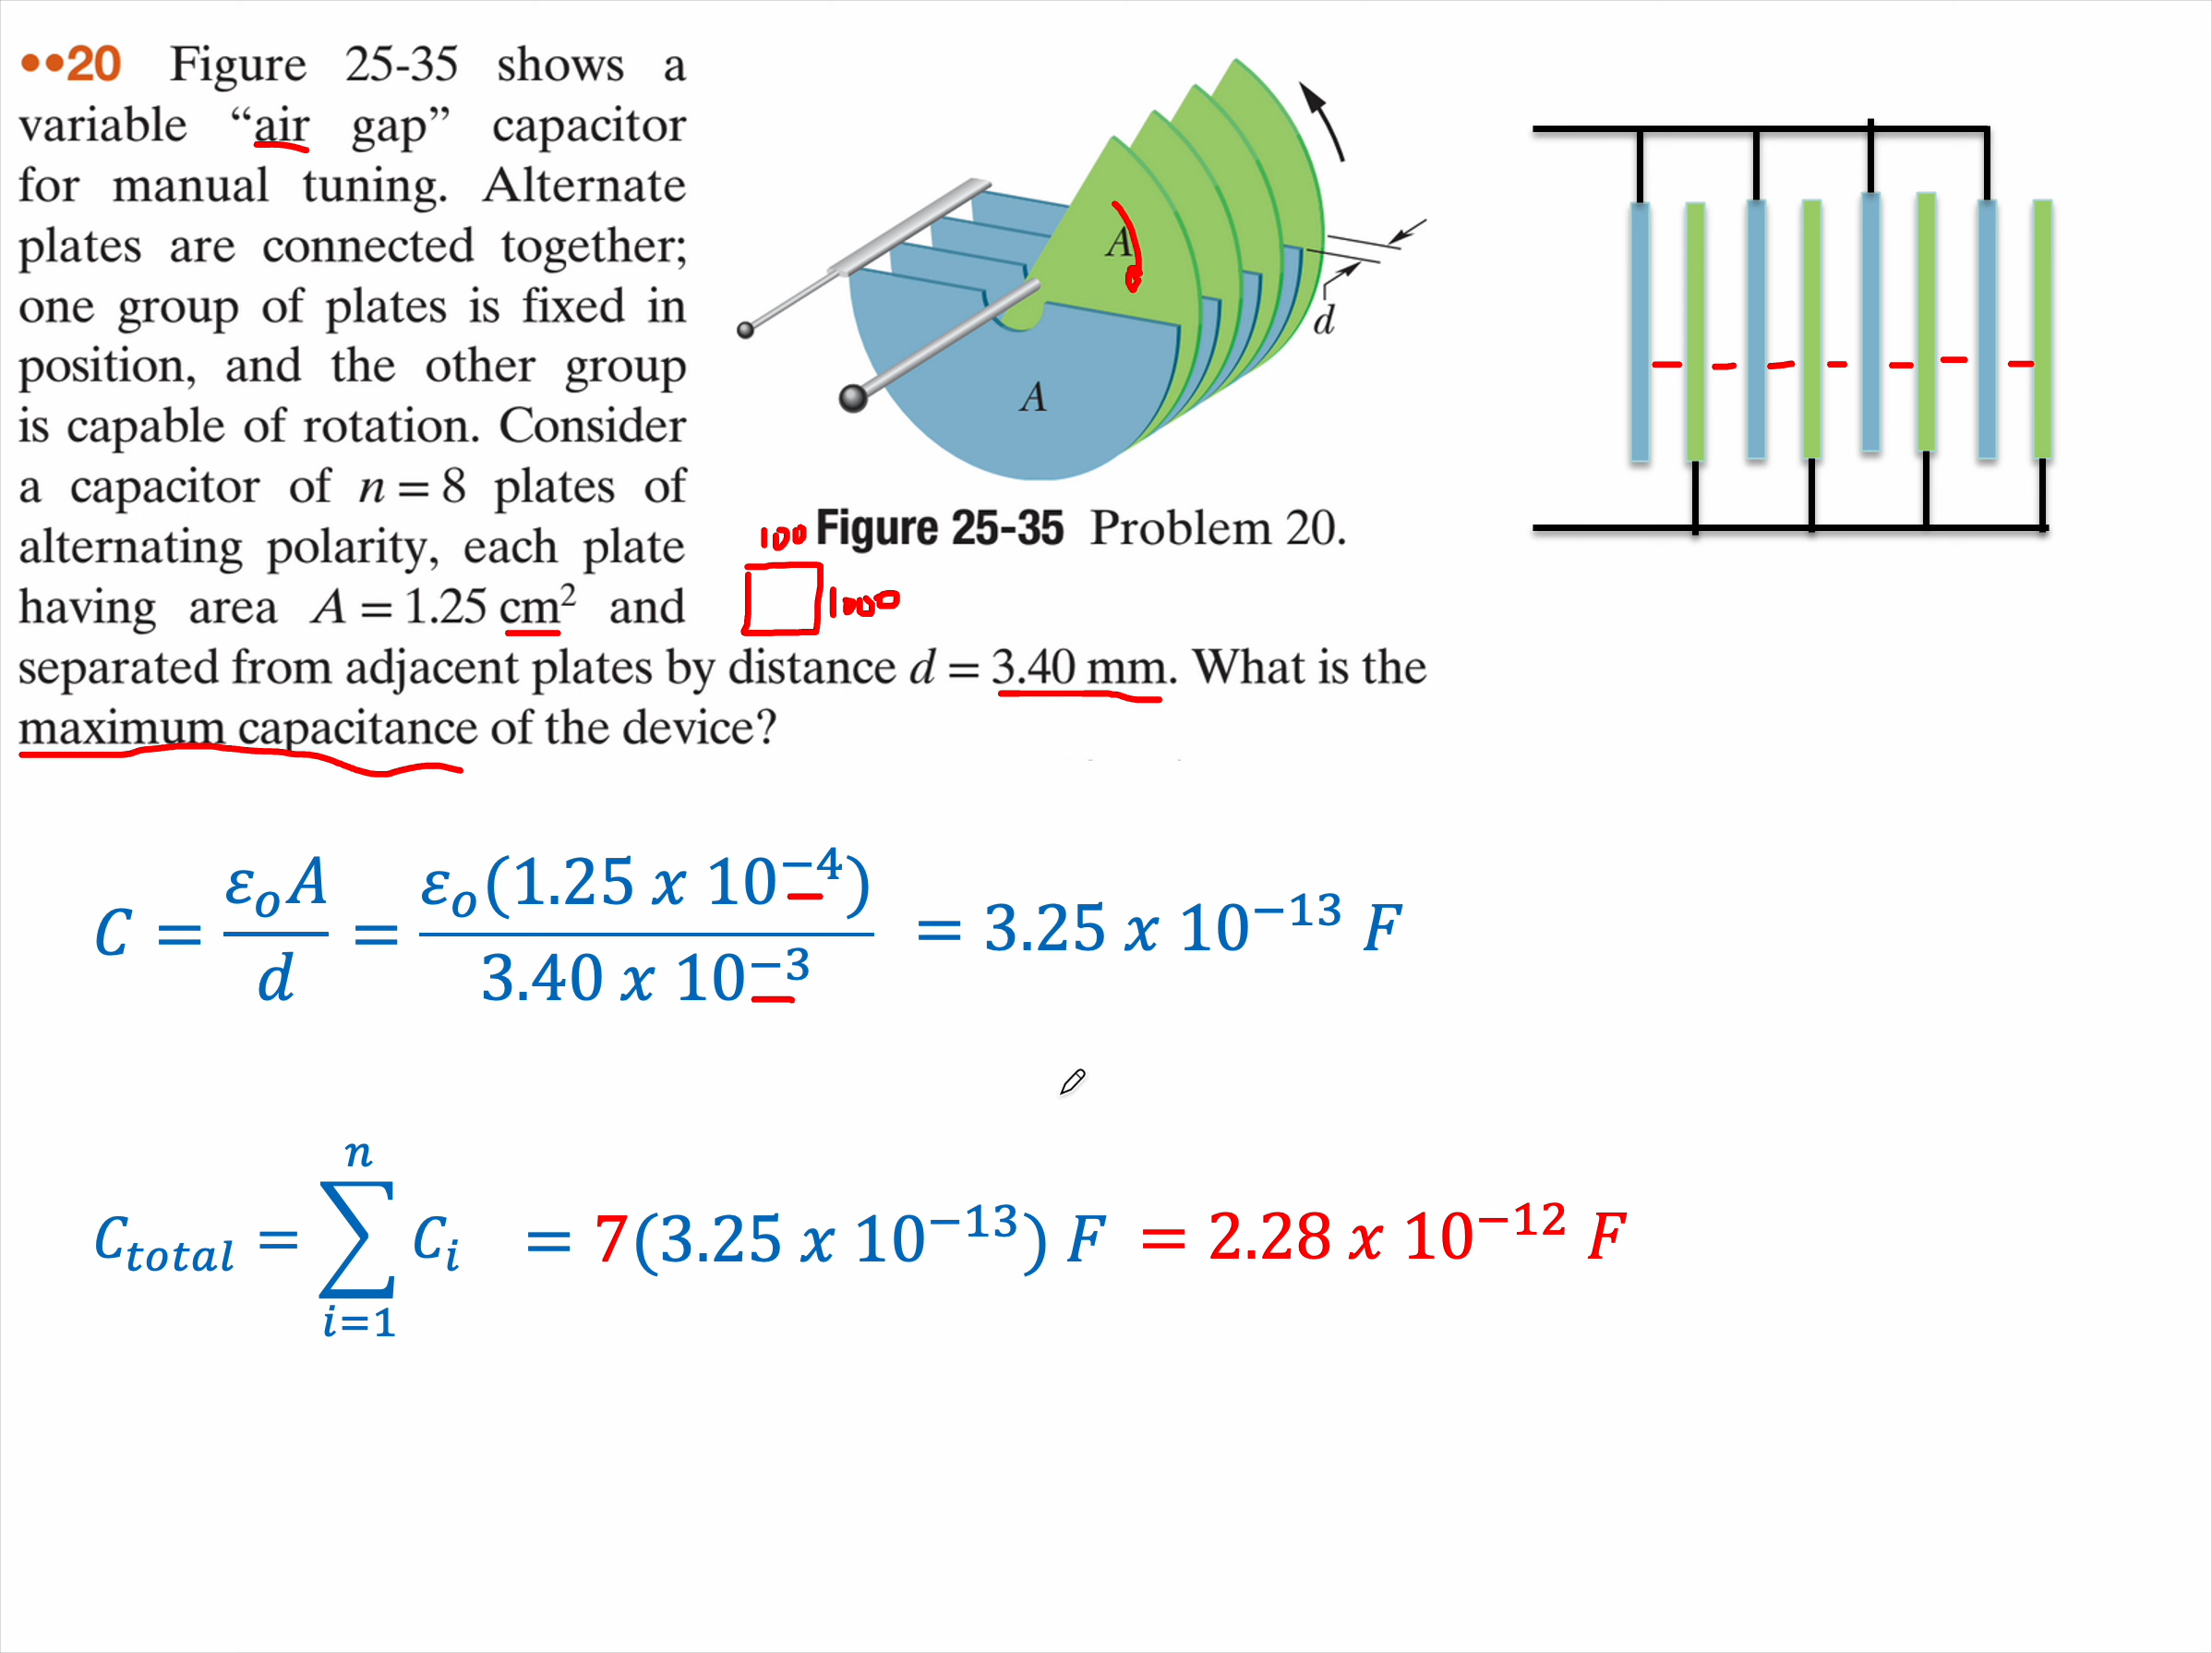 ••20 Figure 25-35 shows a
variable “air gap” capacitor
for manual tuning. Alternate
plates are connected together;
one group of plates is fixed in
position, and the other group
is capable of rotation. Consider
a capacitor of n = 8 plates of
alternating polarity, each plate
having area A = 1.25 cm² and
separated from adjacent plates by distance d = 3.40 mm. What is the
maximum capacitance of the device?
A
A
d
Figure 25-35 Problem 20.
100
1000
C = ε₀A / d = ε₀(1.25 x 10⁻⁴) / 3.40 x 10⁻³ = 3.25 x 10⁻¹³ F
C_total = ∑_{i=1}^{n} C_i = 7(3.25 x 10⁻¹³) F = 2.28 x 10⁻¹² F